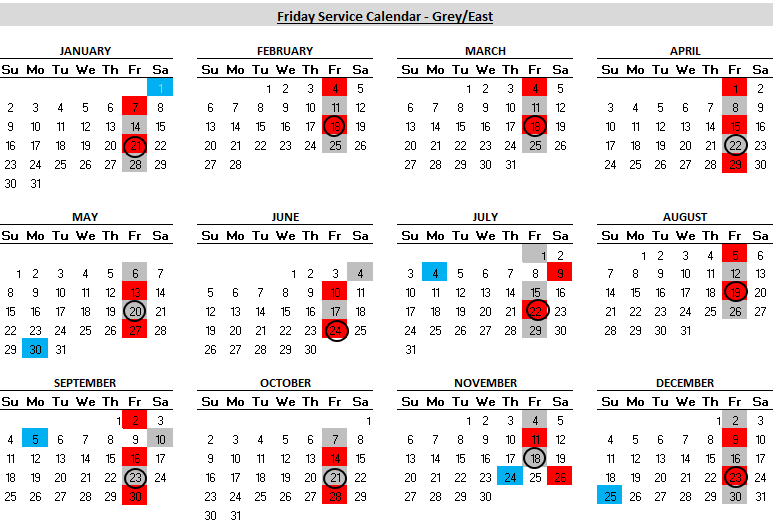 Friday Service Calendar - Grey/East
JANUARY
Su Mo Tu We Th Fr Sa
1
2 3 4 5 6 7 8
9 10 11 12 13 14 15
16 17 18 19 20 21 22
23 24 25 26 27 28 29
30 31
FEBRUARY
Su Mo Tu We Th Fr Sa
1 2 3 4 5
6 7 8 9 10 11 12
13 14 15 16 17 18 19
20 21 22 23 24 25 26
27 28
MARCH
Su Mo Tu We Th Fr Sa
1 2 3 4 5
6 7 8 9 10 11 12
13 14 15 16 17 18 19
20 21 22 23 24 25 26
27 28 29 30 31
APRIL
Su Mo Tu We Th Fr Sa
1 2
3 4 5 6 7 8 9
10 11 12 13 14 15 16
17 18 19 20 21 22 23
24 25 26 27 28 29 30
MAY
Su Mo Tu We Th Fr Sa
1 2 3 4 5 6 7
8 9 10 11 12 13 14
15 16 17 18 19 20 21
22 23 24 25 26 27 28
29 30 31
JUNE
Su Mo Tu We Th Fr Sa
1 2 3 4
5 6 7 8 9 10 11
12 13 14 15 16 17 18
19 20 21 22 23 24 25
26 27 28 29 30
JULY
Su Mo Tu We Th Fr Sa
1 2
3 4 5 6 7 8 9
10 11 12 13 14 15 16
17 18 19 20 21 22 23
24 25 26 27 28 29 30
31
AUGUST
Su Mo Tu We Th Fr Sa
1 2 3 4 5 6
7 8 9 10 11 12 13
14 15 16 17 18 19 20
21 22 23 24 25 26 27
28 29 30 31
SEPTEMBER
Su Mo Tu We Th Fr Sa
1 2 3
4 5 6 7 8 9 10
11 12 13 14 15 16 17
18 19 20 21 22 23 24
25 26 27 28 29 30
OCTOBER
Su Mo Tu We Th Fr Sa
1
2 3 4 5 6 7 8
9 10 11 12 13 14 15
16 17 18 19 20 21 22
23 24 25 26 27 28 29
30 31
NOVEMBER
Su Mo Tu We Th Fr Sa
1 2 3 4 5
6 7 8 9 10 11 12
13 14 15 16 17 18 19
20 21 22 23 24 25 26
27 28 29 30
DECEMBER
Su Mo Tu We Th Fr Sa
1 2 3
4 5 6 7 8 9 10
11 12 13 14 15 16 17
18 19 20 21 22 23 24
25 26 27 28 29 30 31